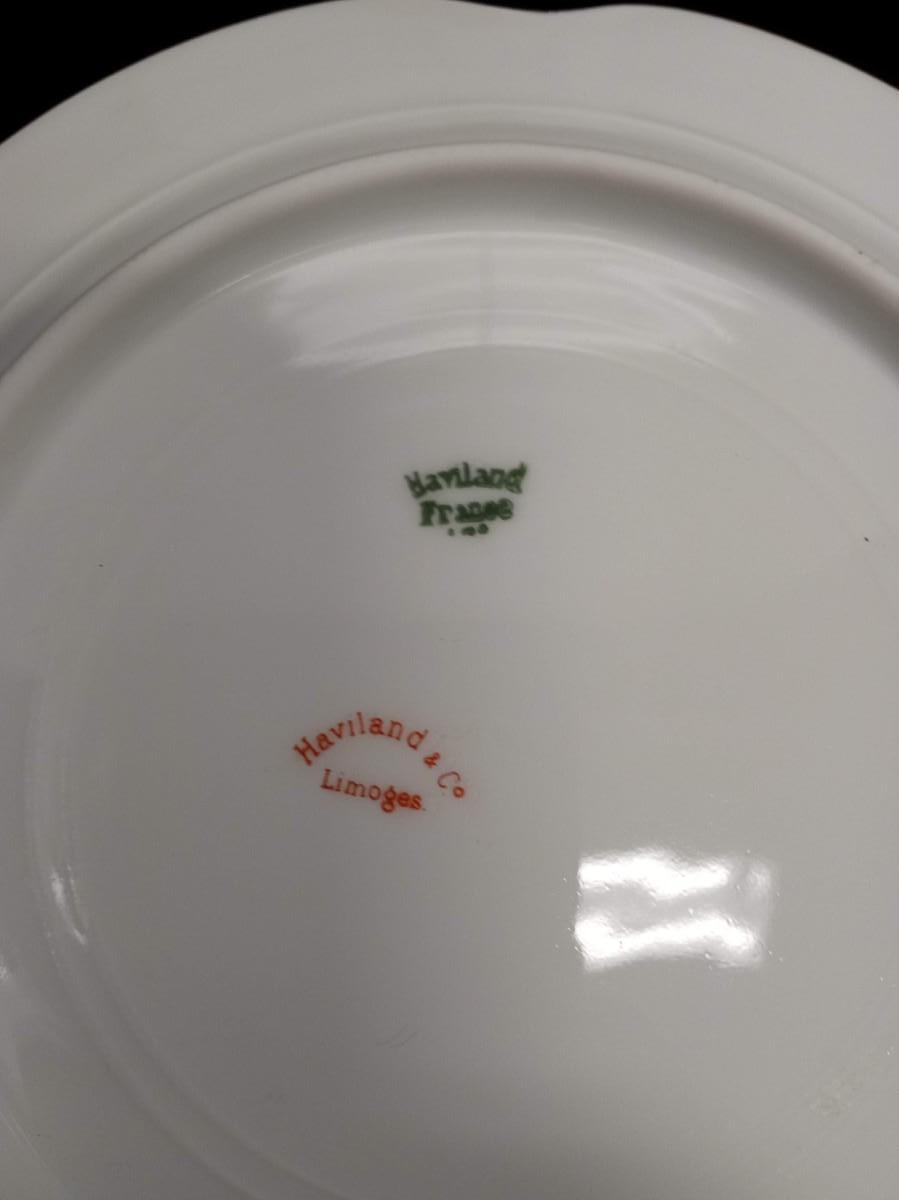 Haviland
France
Haviland & Co
Limoges.